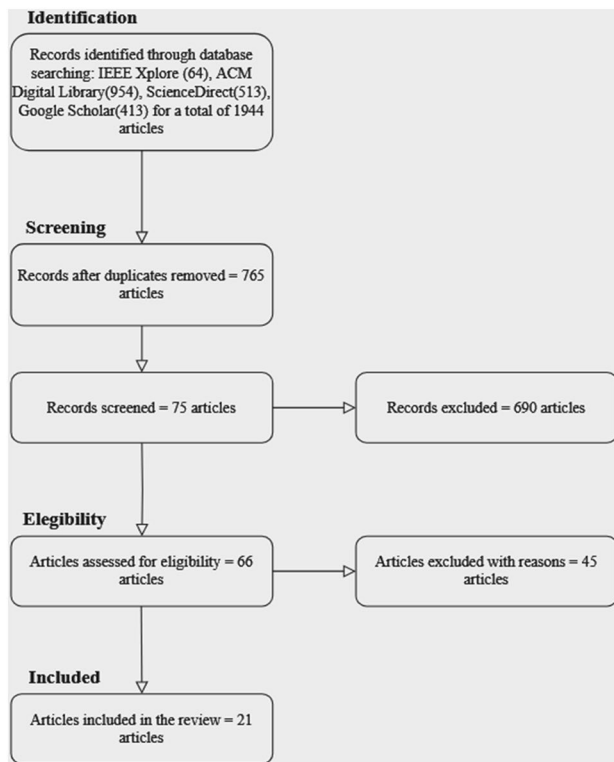 Identification
Records identified through database
searching: IEEE Xplore (64), ACM
Digital Library(954), ScienceDirect(513),
Google Scholar(413) for a total of 1944
articles
Screening
Records after duplicates removed = 765
articles
Records screened = 75 articles
Records excluded = 690 articles
Elegibility
Articles assessed for eligibility = 66
articles
Articles excluded with reasons = 45
articles
Included
Articles included in the review = 21
articles